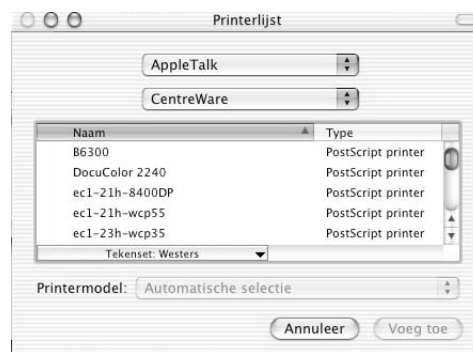 Printerlijst
AppleTalk
CentreWare
Naam Type
B6300 PostScript printer
DocuColor 2240 PostScript printer
ec1-21h-8400DP PostScript printer
ec1-21h-wcp55 PostScript printer
ec1-23h-wcp35 PostScript printer
Tekenset: Westers
Printermodel: Automatische selectie
Annuleer Voeg toe